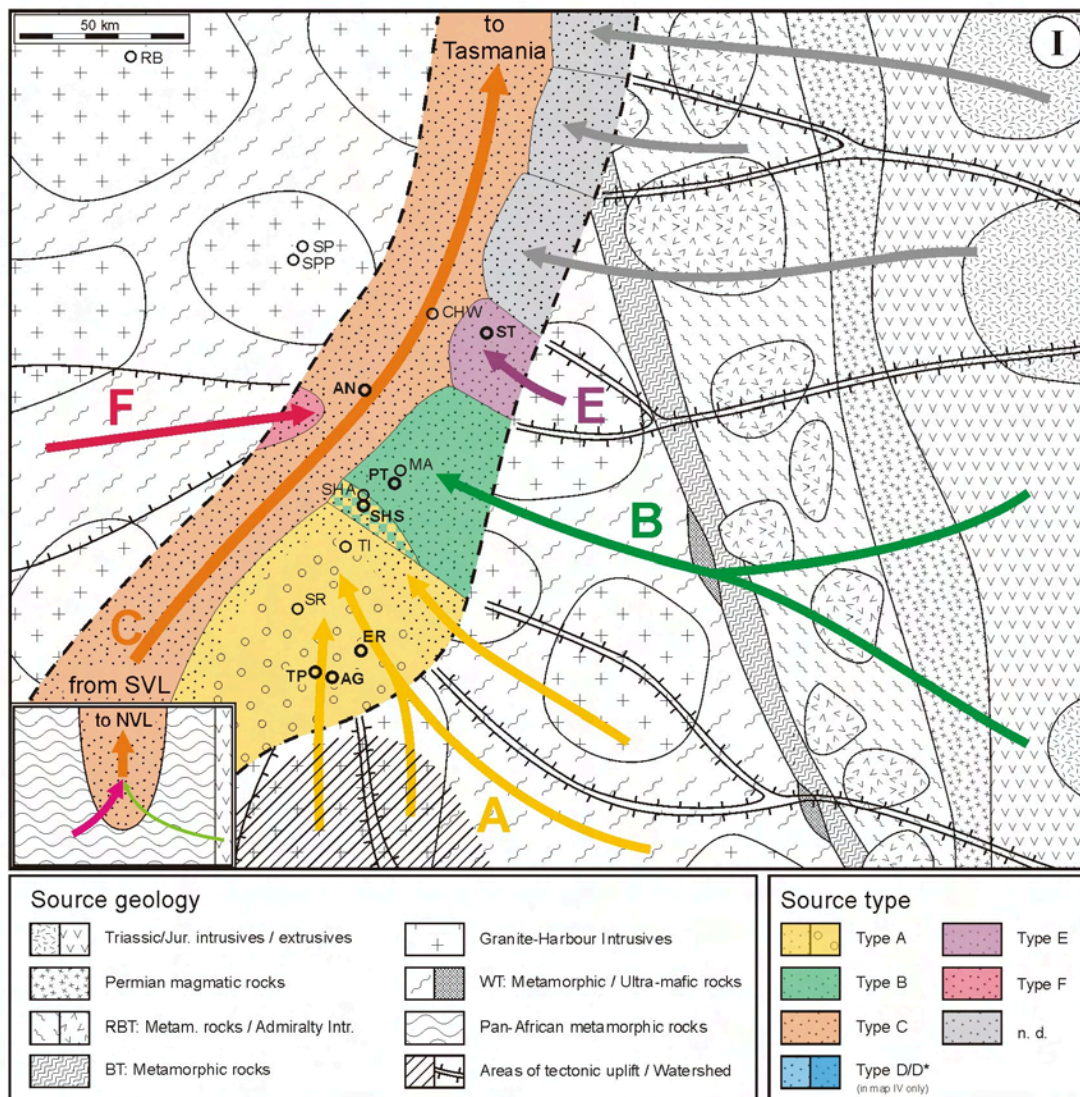 50 km
I
to
Tasmania
RB
SP
SPP
CHW
ST
AN
F
E
MA
PT
SHA
SHS
B
TI
SR
C
ER
TP
AG
from SVL
to NVL
A
Source geology
Triassic/Jur. intrusives / extrusives
Permian magmatic rocks
RBT: Metam. rocks / Admiralty Intr.
BT: Metamorphic rocks
Granite-Harbour Intrusives
WT: Metamorphic / Ultra-mafic rocks
Pan-African metamorphic rocks
Areas of tectonic uplift / Watershed
Source type
Type A
Type B
Type C
Type D/D*
(in map IV only)
Type E
Type F
n. d.